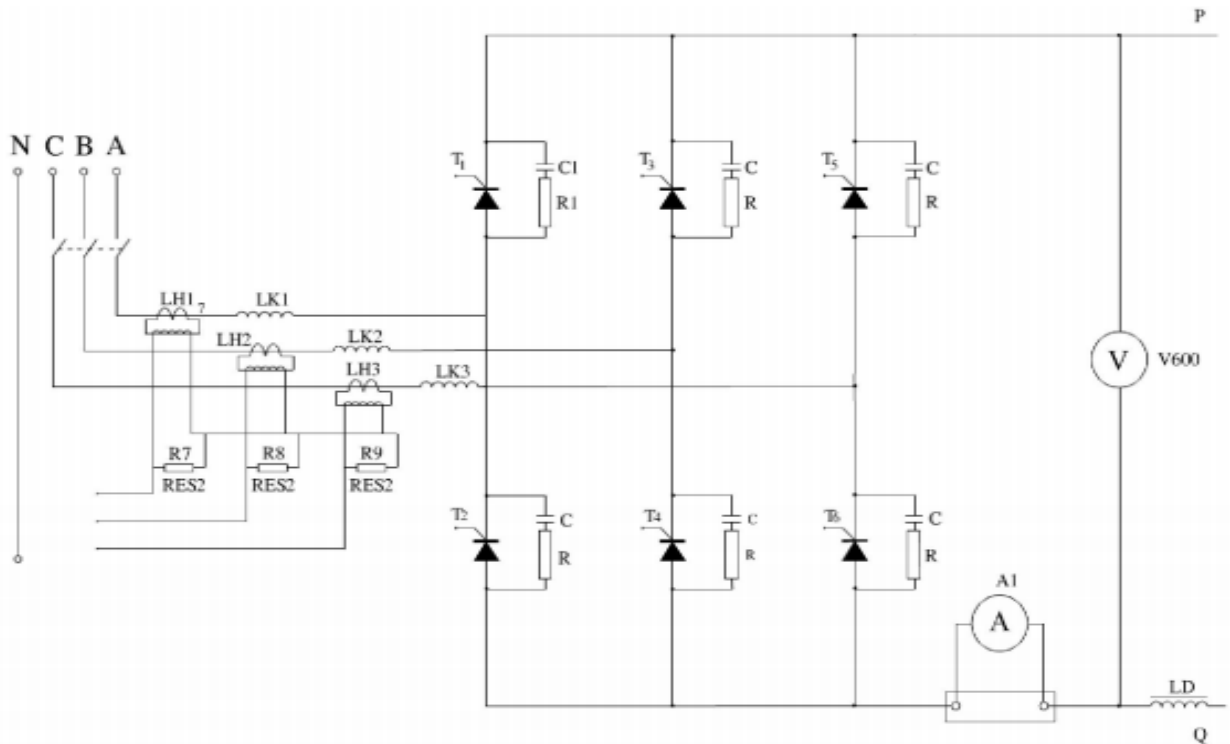 P
N C B A
T1 C1 R1
T3 C R
T5 C R
LH1 7 LK1
LH2 LK2
LH3 LK3
V V600
R7 R8 R9
RES2 RES2 RES2
T2 C R
T4 C R
T6 C R
A1
A
LD
Q